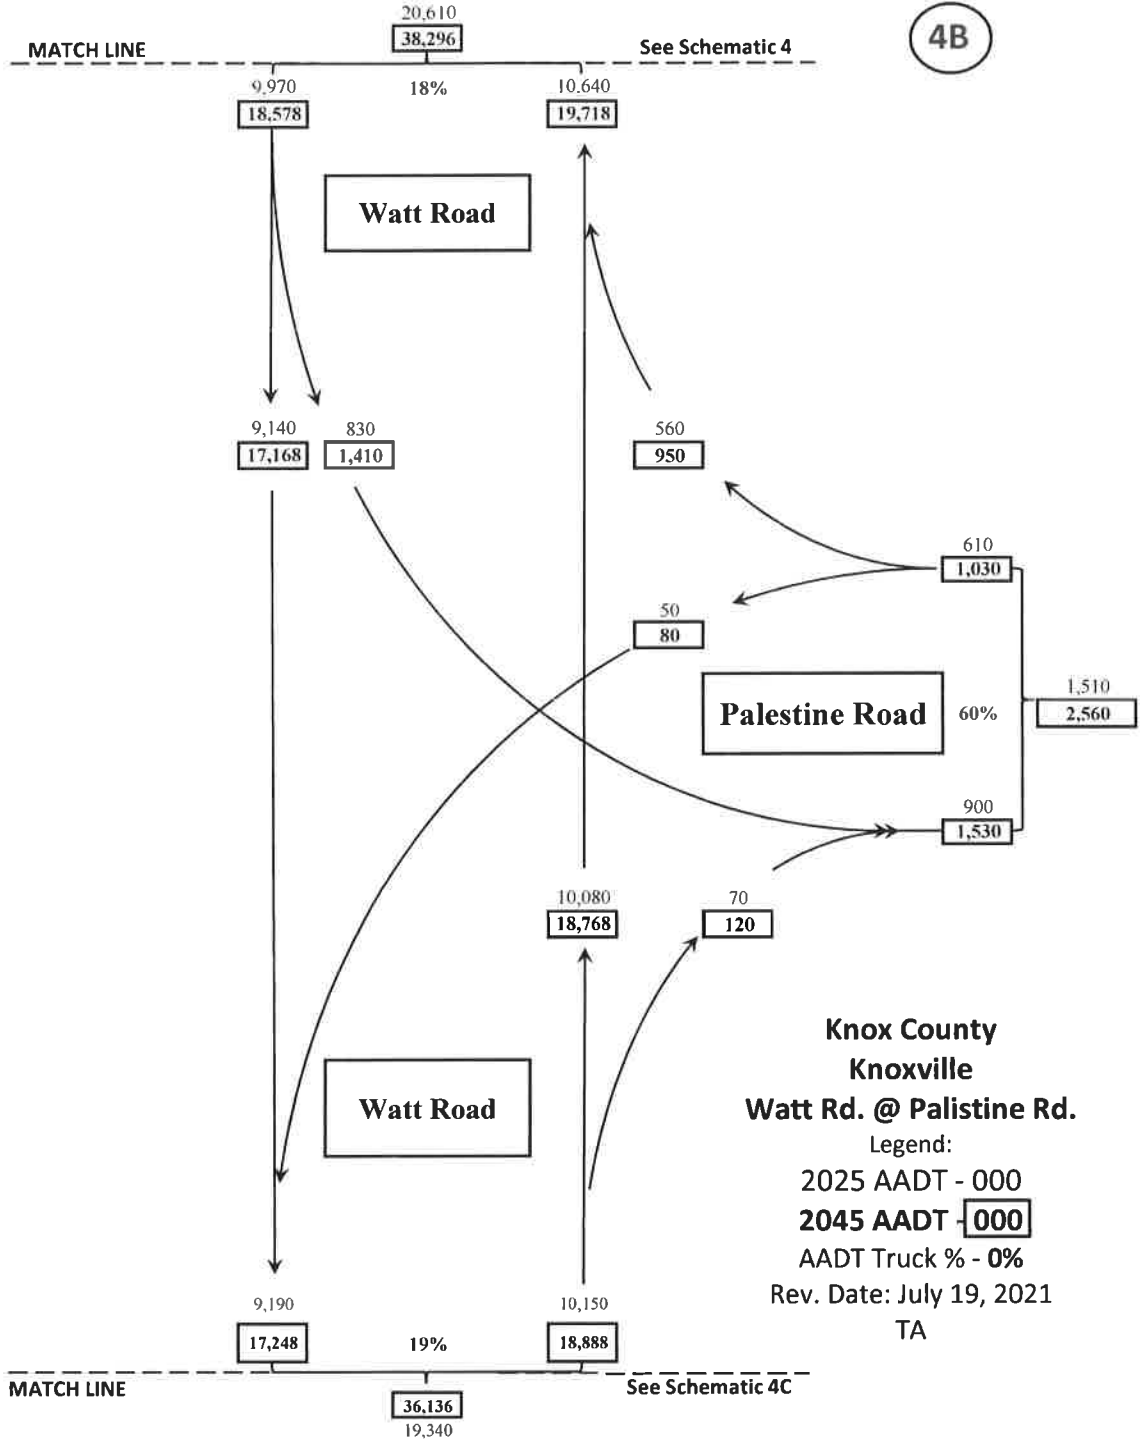 20,610
38,296
4B
MATCH LINE
See Schematic 4
9,970
18%
10,640
18,578
19,718
Watt Road
9,140
830
560
17,168
1,410
950
610
1,030
50
80
1,510
Palestine Road
60%
2,560
900
1,530
10,080
70
18,768
120
Knox County
Knoxville
Watt Road
Watt Rd. @ Palistine Rd.
Legend:
2025 AADT - 000
2045 AADT - 000
AADT Truck % - 0%
Rev. Date: July 19, 2021
TA
9,190
10,150
17,248
19%
18,888
MATCH LINE
See Schematic 4C
36,136
19,340